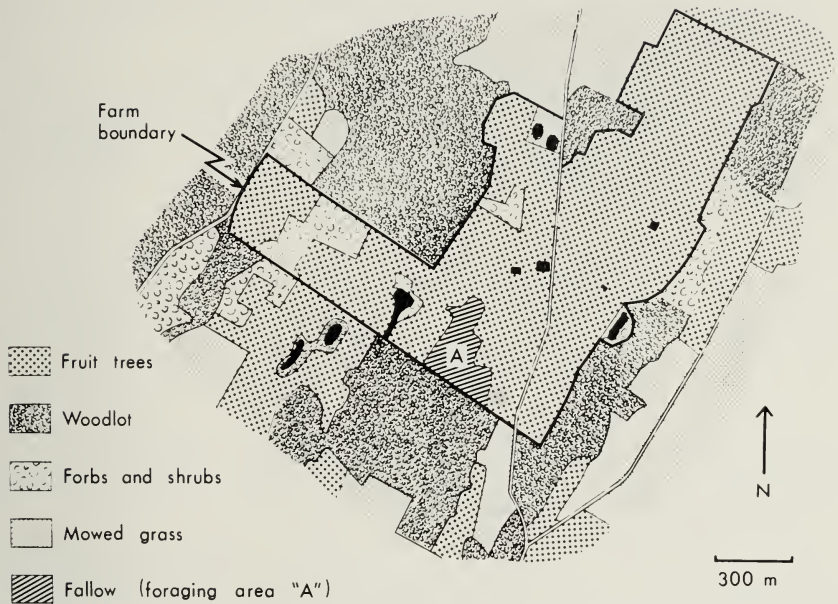 Farm
boundary
A
Fruit trees
Woodlot
Forbs and shrubs
Mowed grass
Fallow (foraging area "A")
N
300 m